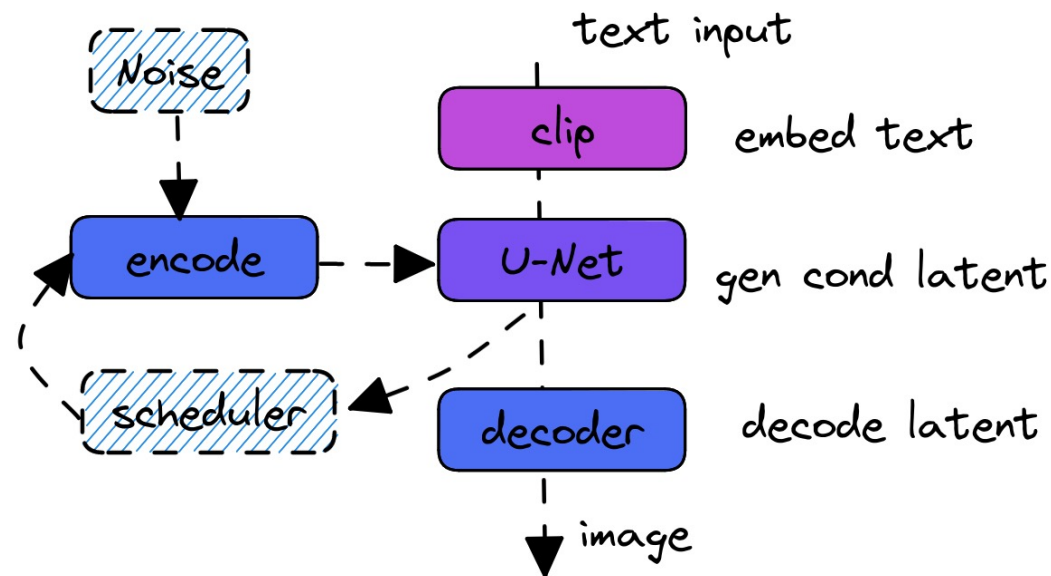 text input
Noise
clip
embed text
encode
U-Net
gen cond latent
scheduler
decoder
decode latent
image